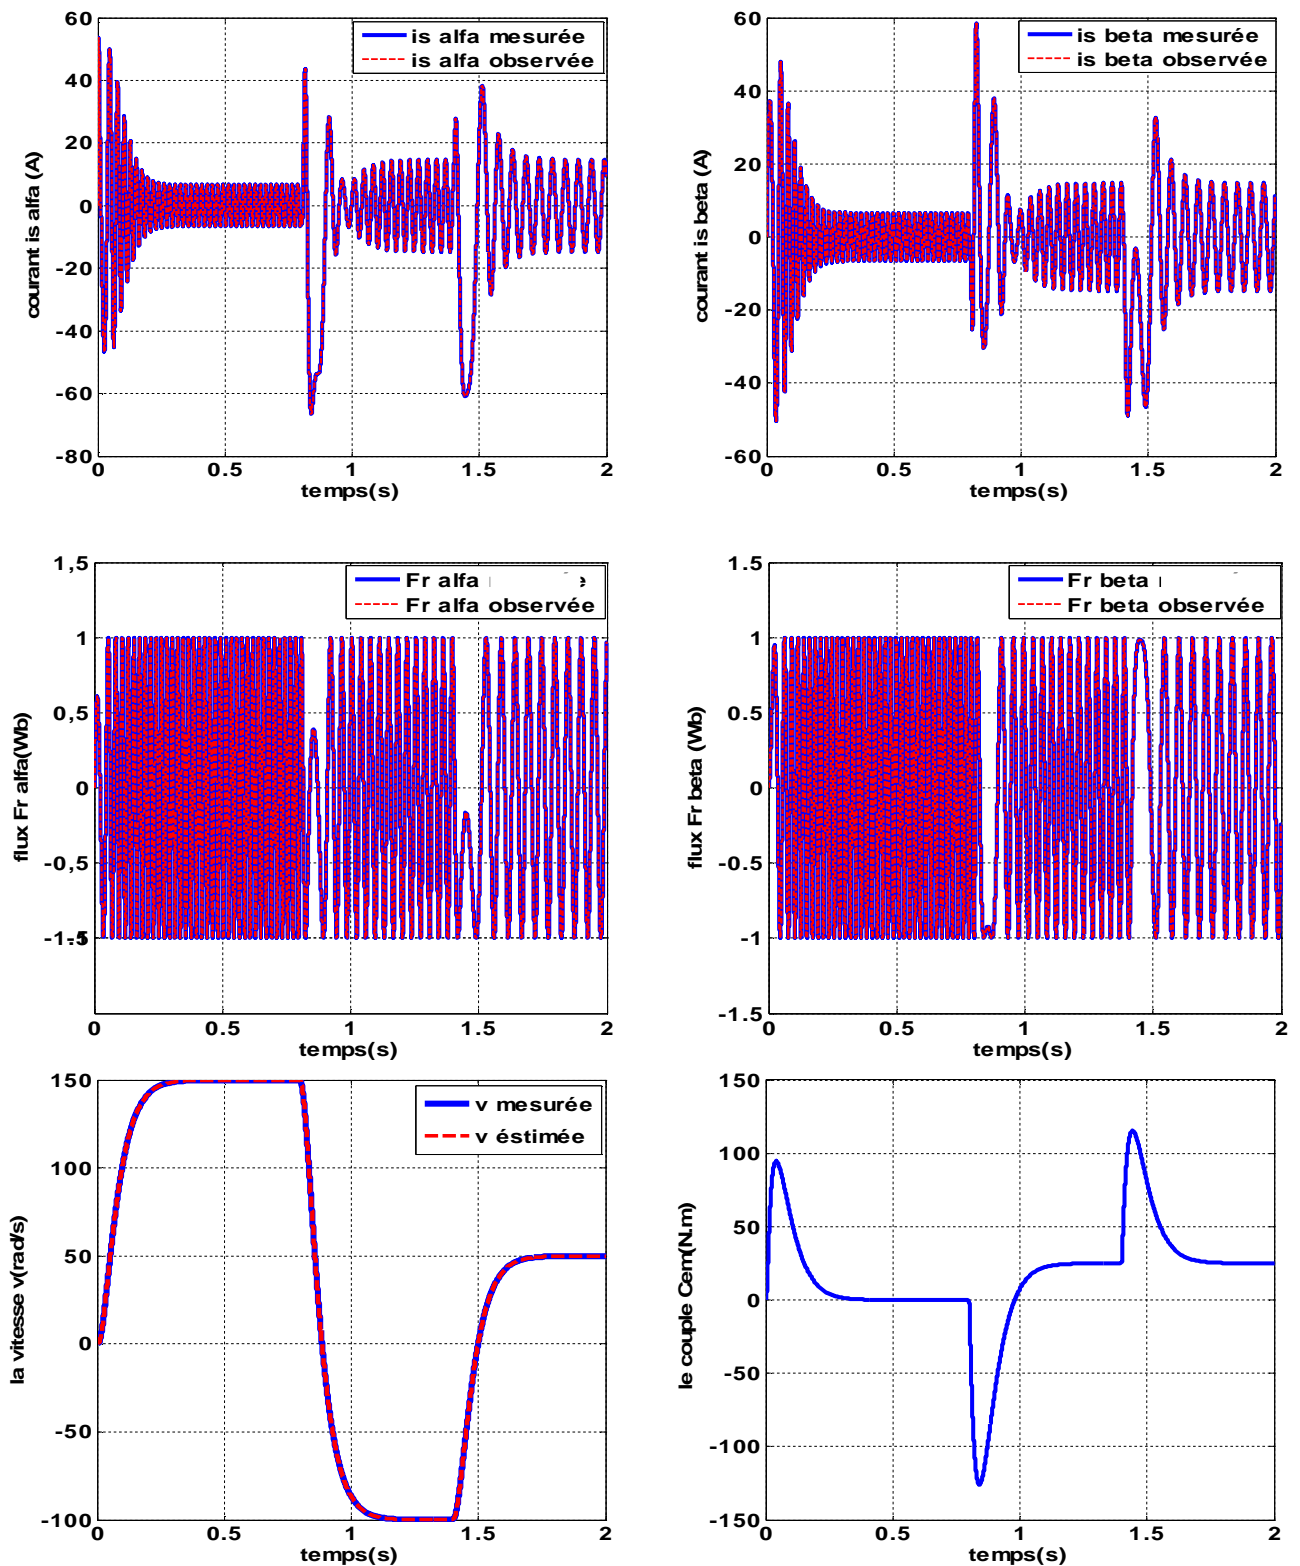 60
40
20
0
-20
-40
-60
-80
courant is alfa (A)
is alfa mesurée
is alfa observée
0 0.5 1 1.5 2
temps(s)
60
40
20
0
-20
-40
-60
courant is beta (A)
is beta mesurée
is beta observée
0 0.5 1 1.5 2
temps(s)
1,5
1
0.5
0
-0,5
flux Fr alfa(Wb)
Fr alfa
Fr alfa observée
0 0.5 1 1.5 2
temps(s)
1.5
1
0.5
0
-0.5
-1
-1.5
flux Fr beta (Wb)
Fr beta
Fr beta observée
0 0.5 1 1.5 2
temps(s)
150
100
50
0
-50
-100
la vitesse v(rad/s)
v mesurée
v éstimée
0 0.5 1 1.5 2
temps(s)
150
100
50
0
-50
-100
-150
le couple Cem(N.m)
0 0.5 1 1.5 2
temps(s)